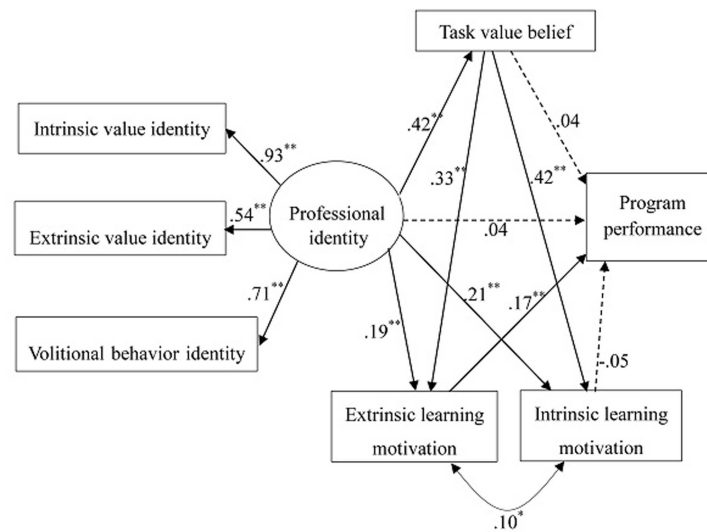 Task value belief
Intrinsic value identity
.93**
.42**
.04
Extrinsic value identity
.54**
Professional
identity
.33**
.42**
Program
performance
.04
Volitional behavior identity
.71**
.19**
.21**
.17**
-.05
Extrinsic learning
motivation
Intrinsic learning
motivation
.10*